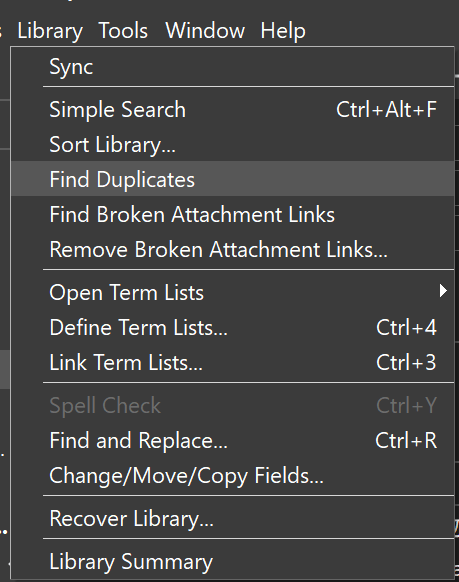 Library Tools Window Help
Sync
Simple Search Ctrl+Alt+F
Sort Library...
Find Duplicates
Find Broken Attachment Links
Remove Broken Attachment Links...
Open Term Lists
Define Term Lists... Ctrl+4
Link Term Lists... Ctrl+3
Spell Check Ctrl+Y
Find and Replace... Ctrl+R
Change/Move/Copy Fields...
Recover Library...
Library Summary